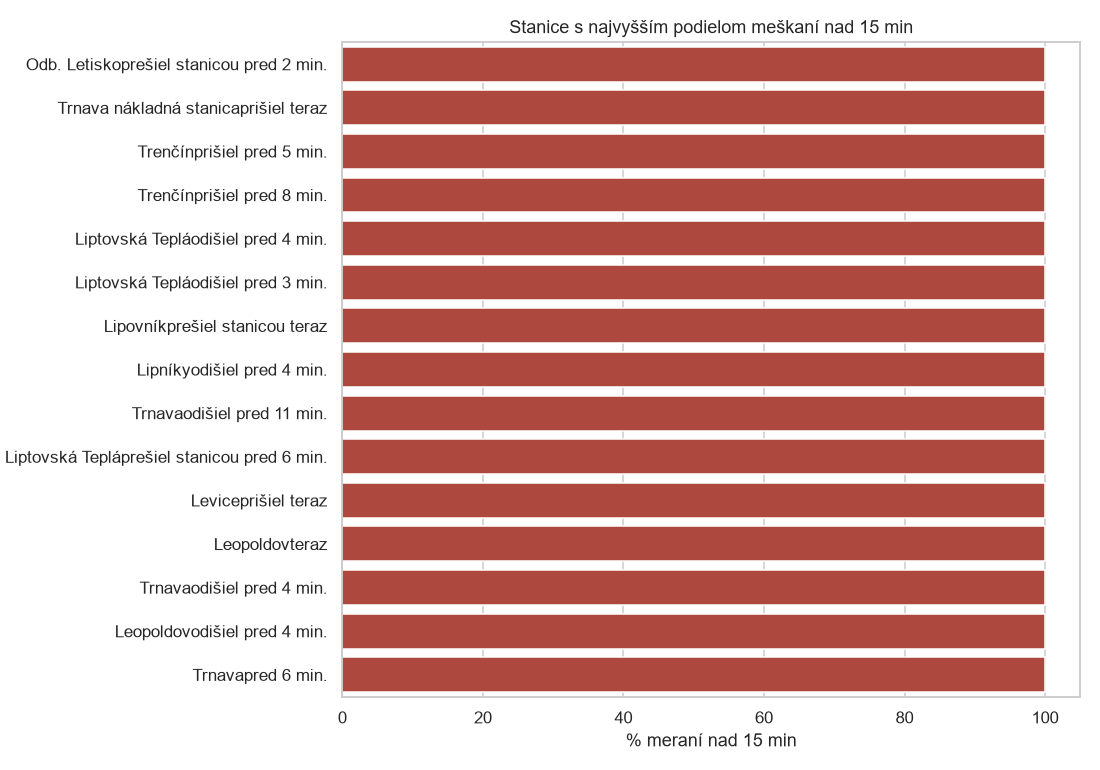 Stanice s najvyšším podielom meškaní nad 15 min
Odb. Letiskoprešiel stanicou pred 2 min.
Trnava nákladná stanicaprišiel teraz
Trenčínprišiel pred 5 min.
Trenčínprišiel pred 8 min.
Liptovská Tepláodišiel pred 4 min.
Liptovská Tepláodišiel pred 3 min.
Lipovníkprešiel stanicou teraz
Lipníkyodišiel pred 4 min.
Trnavaodišiel pred 11 min.
Liptovská Tepláprešiel stanicou pred 6 min.
Leviceprišiel teraz
Leopoldovteraz
Trnavaodišiel pred 4 min.
Leopoldovodišiel pred 4 min.
Trnavapred 6 min.
0 20 40 60 80 100
% meraní nad 15 min